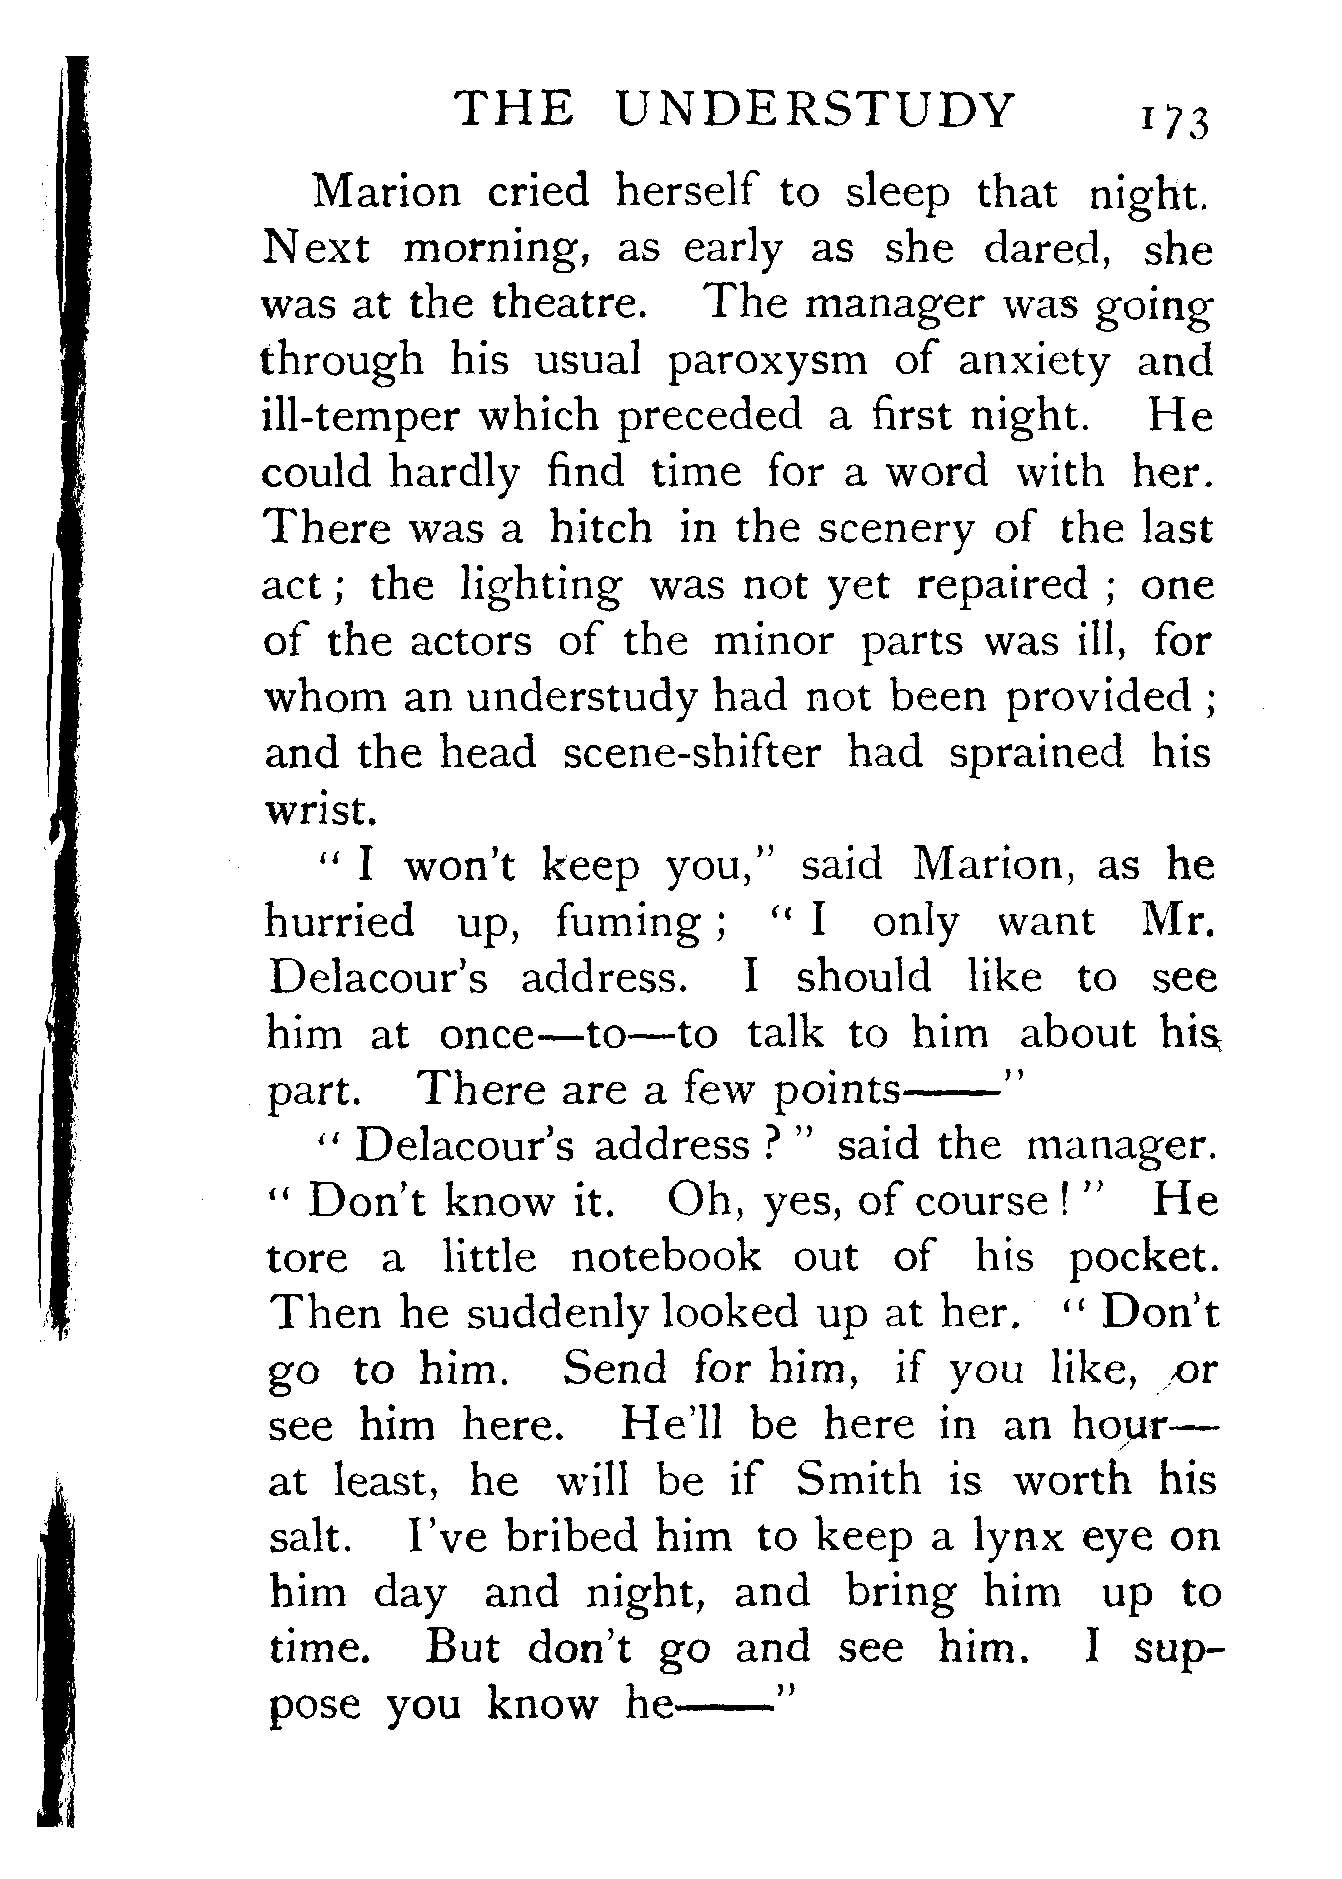 THE UNDERSTUDY 173
Marion cried herself to sleep that night.
Next morning, as early as she dared, she
was at the theatre. The manager was going
through his usual paroxysm of anxiety and
ill-temper which preceded a first night. He
could hardly find time for a word with her.
There was a hitch in the scenery of the last
act ; the lighting was not yet repaired ; one
of the actors of the minor parts was ill, for
whom an understudy had not been provided ;
and the head scene-shifter had sprained his
wrist.
“ I won’t keep you,” said Marion, as he
hurried up, fuming ; “ I only want Mr.
Delacour’s address. I should like to see
him at once—to—to talk to him about his
part. There are a few points——”
“ Delacour’s address ? ” said the manager.
“ Don’t know it. Oh, yes, of course ! ” He
tore a little notebook out of his pocket.
Then he suddenly looked up at her. “ Don’t
go to him. Send for him, if you like, or
see him here. He’ll be here in an hour—
at least, he will be if Smith is worth his
salt. I’ve bribed him to keep a lynx eye on
him day and night, and bring him up to
time. But don’t go and see him. I sup-
pose you know he——”